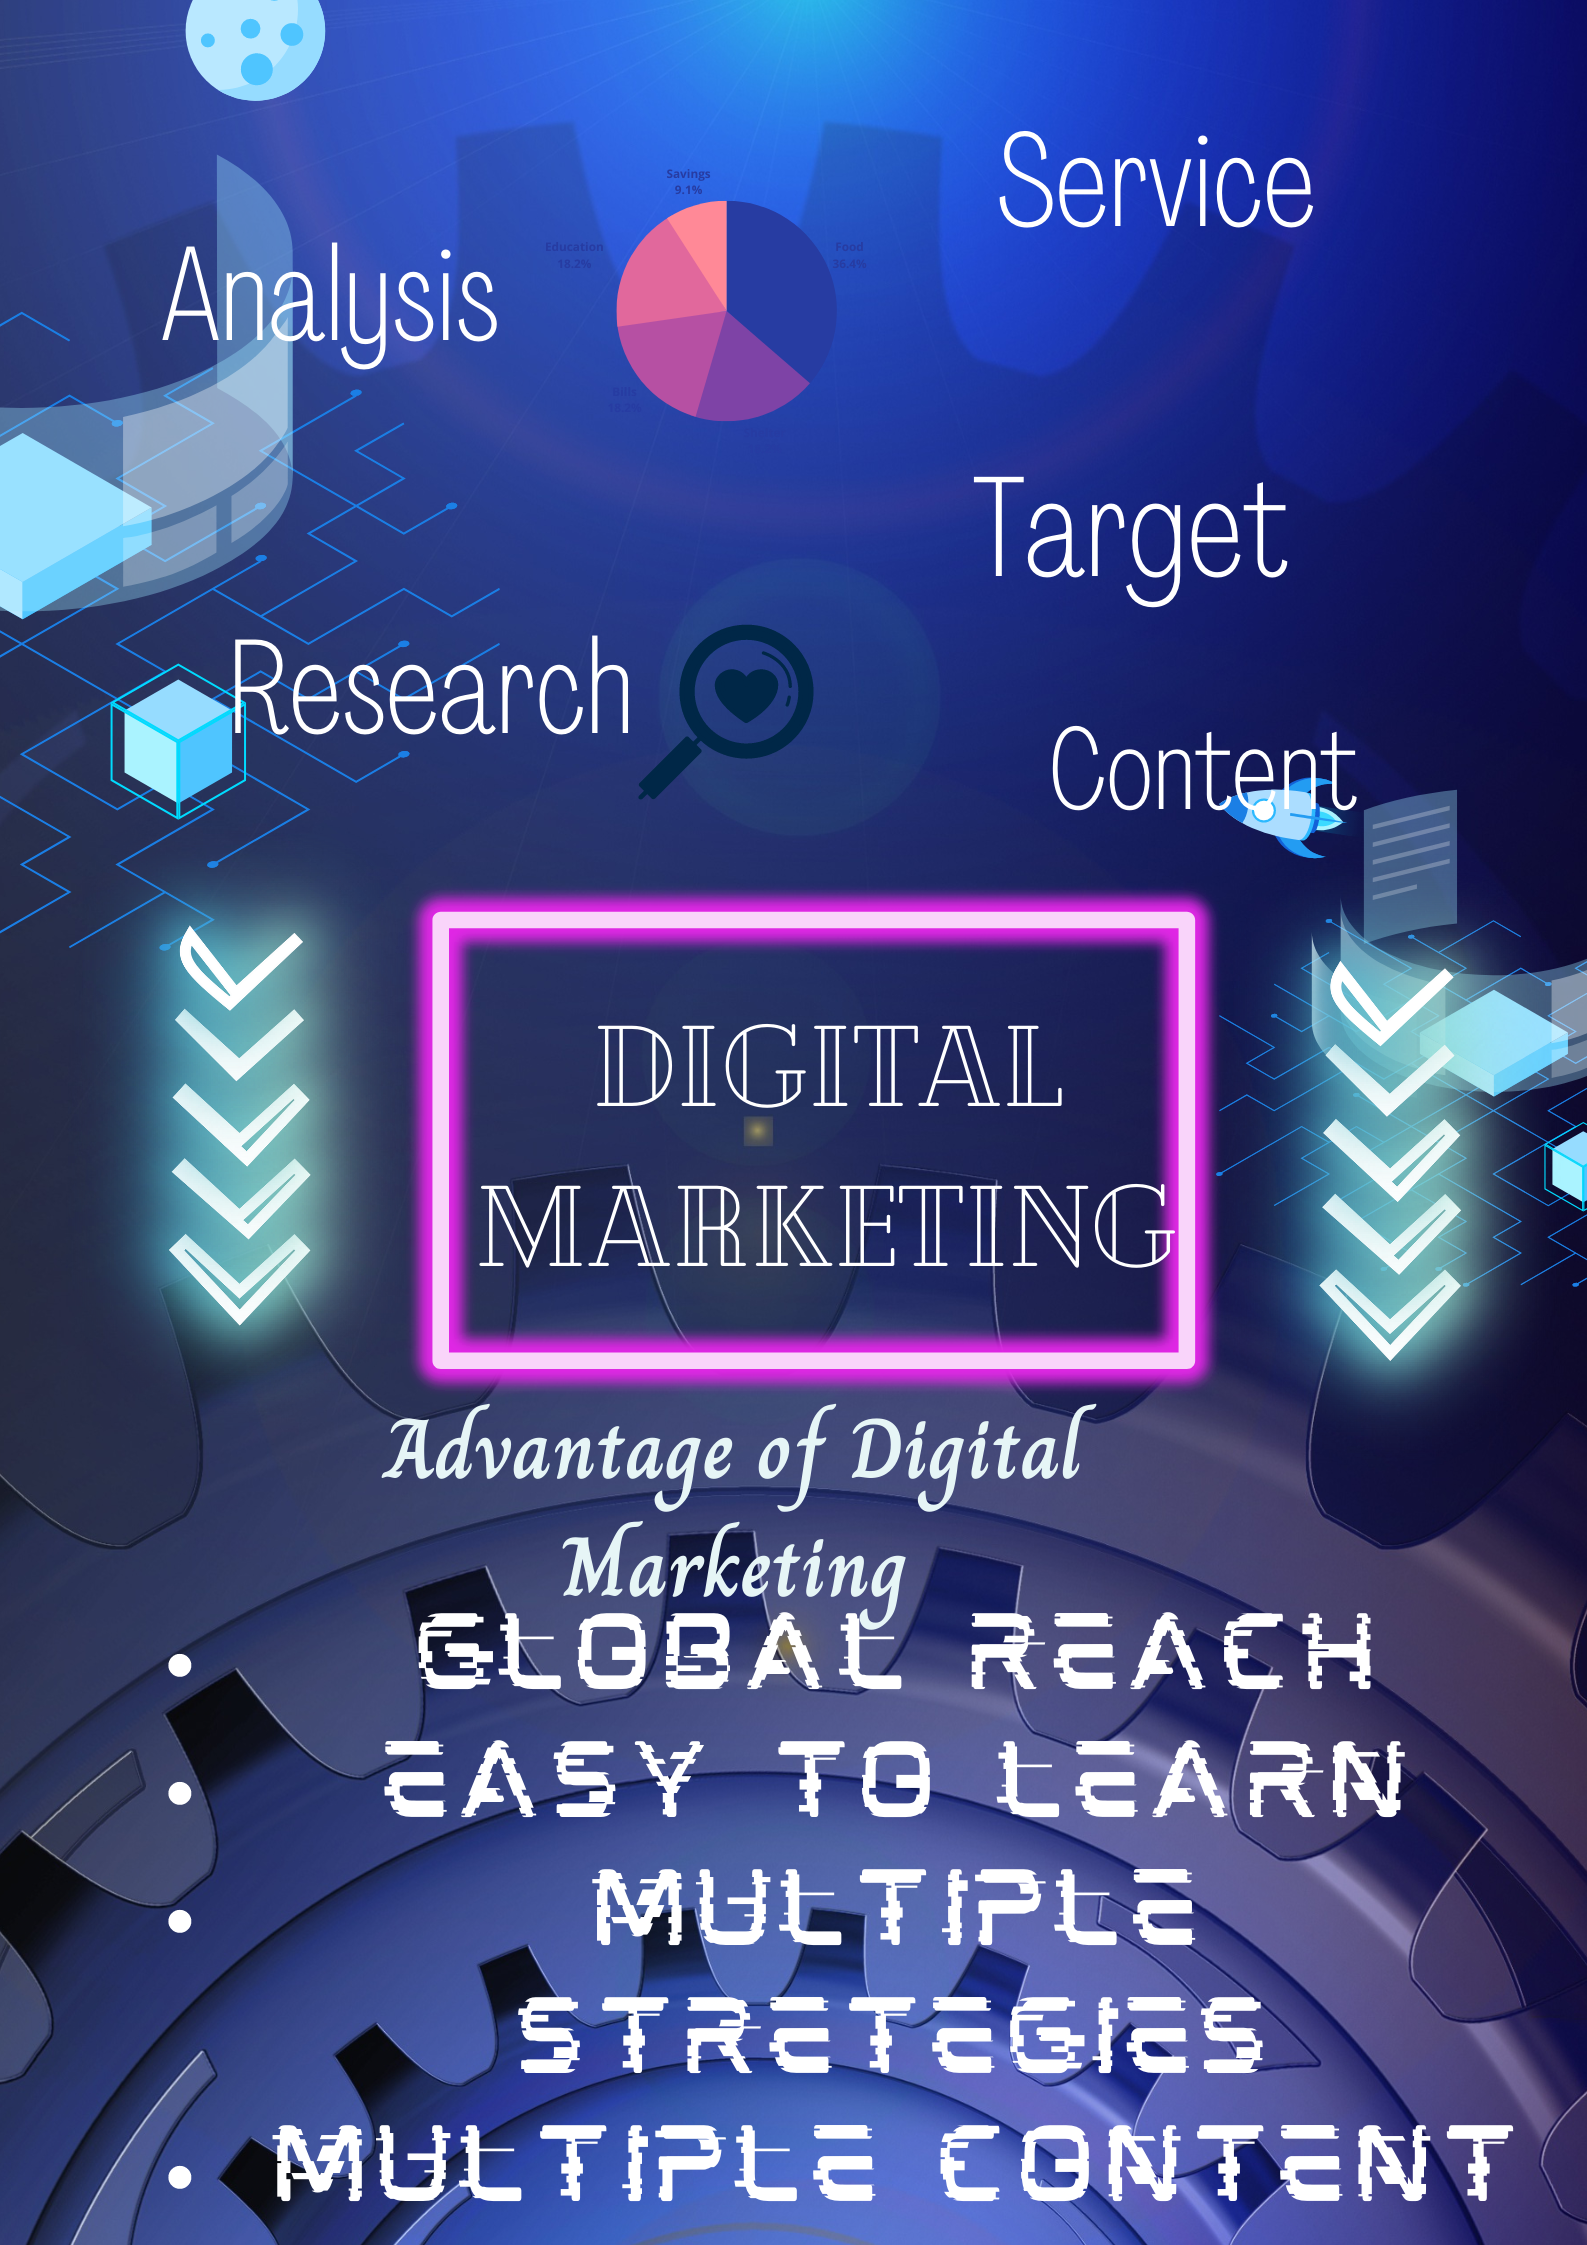 Service
Savings
9.1%
Education
18.2%
Food
36.4%
Analysis
Bills
18.2%
Target
Research
Content
DIGITAL
MARKETING
Advantage of Digital
Marketing
• GLOBAL REACH
• EASY TO LEARN
• MULTIPLE
STRETEGIES
• MULTIPLE CONTENT